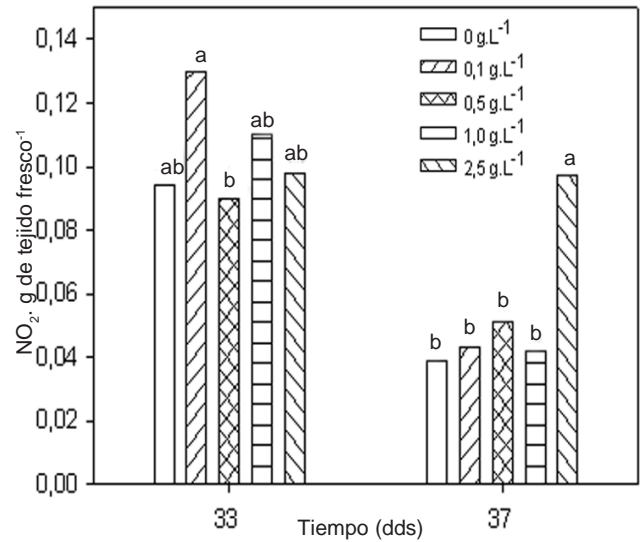 0,14
0,12
0,10
0,08
0,06
0,04
0,02
0,00
NO₂. g de tejido fresco⁻¹
0 g.L⁻¹
0,1 g.L⁻¹
0,5 g.L⁻¹
1,0 g.L⁻¹
2,5 g.L⁻¹
ab
a
b
ab
ab
b
b
b
b
a
33
37
Tiempo (dds)